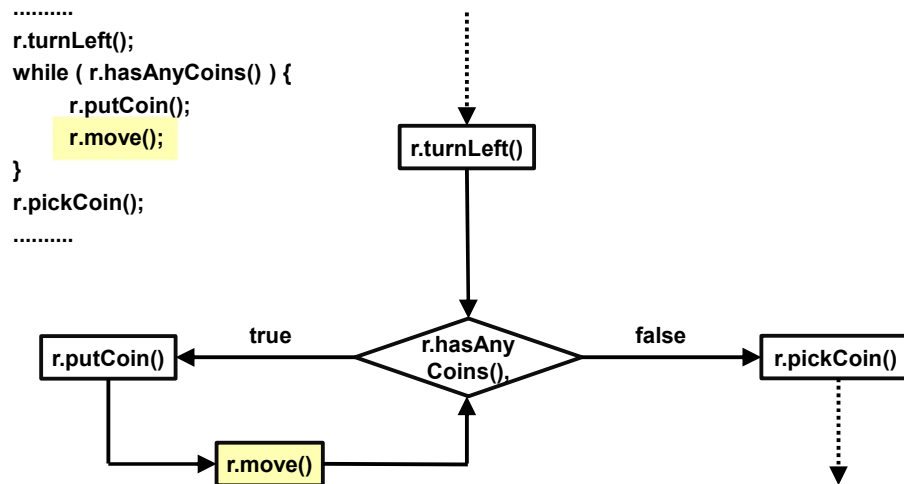 ..........
r.turnLeft();
while ( r.hasAnyCoins() ) {
r.putCoin();
r.move();
}
r.pickCoin();
..........
r.turnLeft()
true
false
r.putCoin()
r.hasAny
Coins(),
r.pickCoin()
r.move()